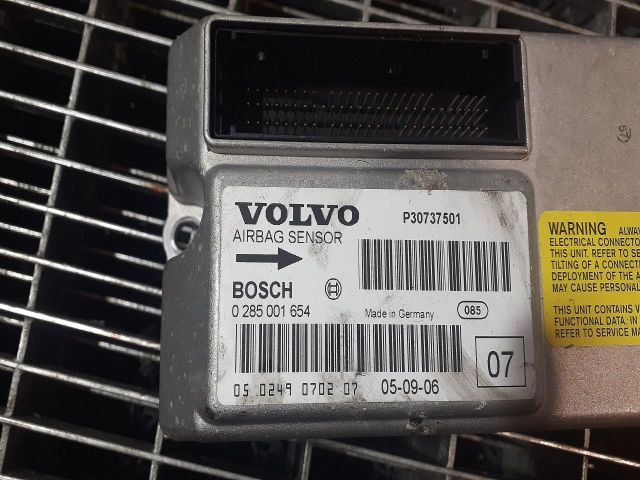 VOLVO
P30737501
AIRBAG SENSOR
BOSCH
0 285 001 654
Made in Germany
085
07
05 0249 0702 07
05-09-06
67
WARNING ALWAY
ELECTRICAL CONNECTO
THIS UNIT. REFER TO SE
TILTING OF A CONNECT
DEPLOYMENT OF THE A
MAY CAUSE PERSONAL
THIS UNIT CONTAINS V
FUNCTIONAL DATA. IN
REFER TO SERVICE MA